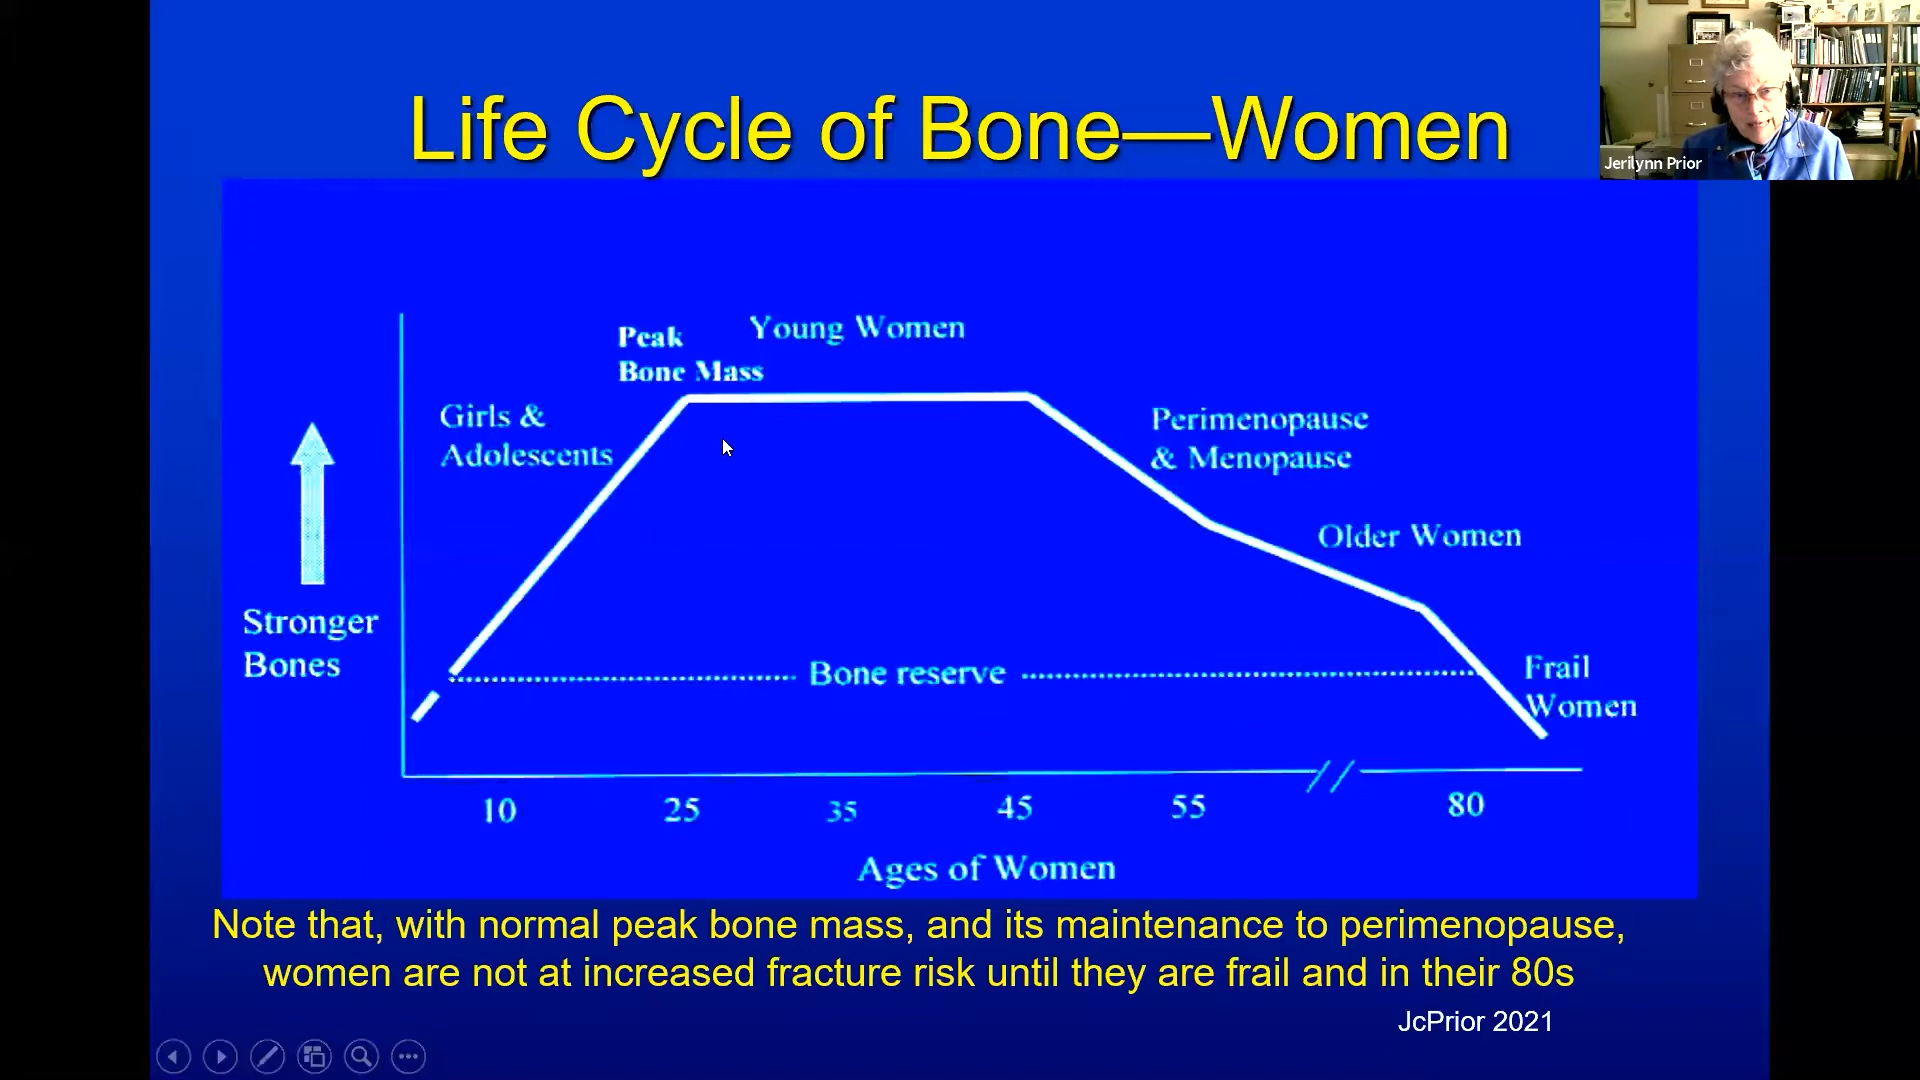 Life Cycle of Bone—Women
Jerilynn Prior
Peak
Bone Mass
Young Women
Girls &
Adolescents
Perimenopause
& Menopause
Older Women
Stronger
Bones
Bone reserve
Frail
Women
10 25 35 45 55 80
Ages of Women
Note that, with normal peak bone mass, and its maintenance to perimenopause,
women are not at increased fracture risk until they are frail and in their 80s
JcPrior 2021